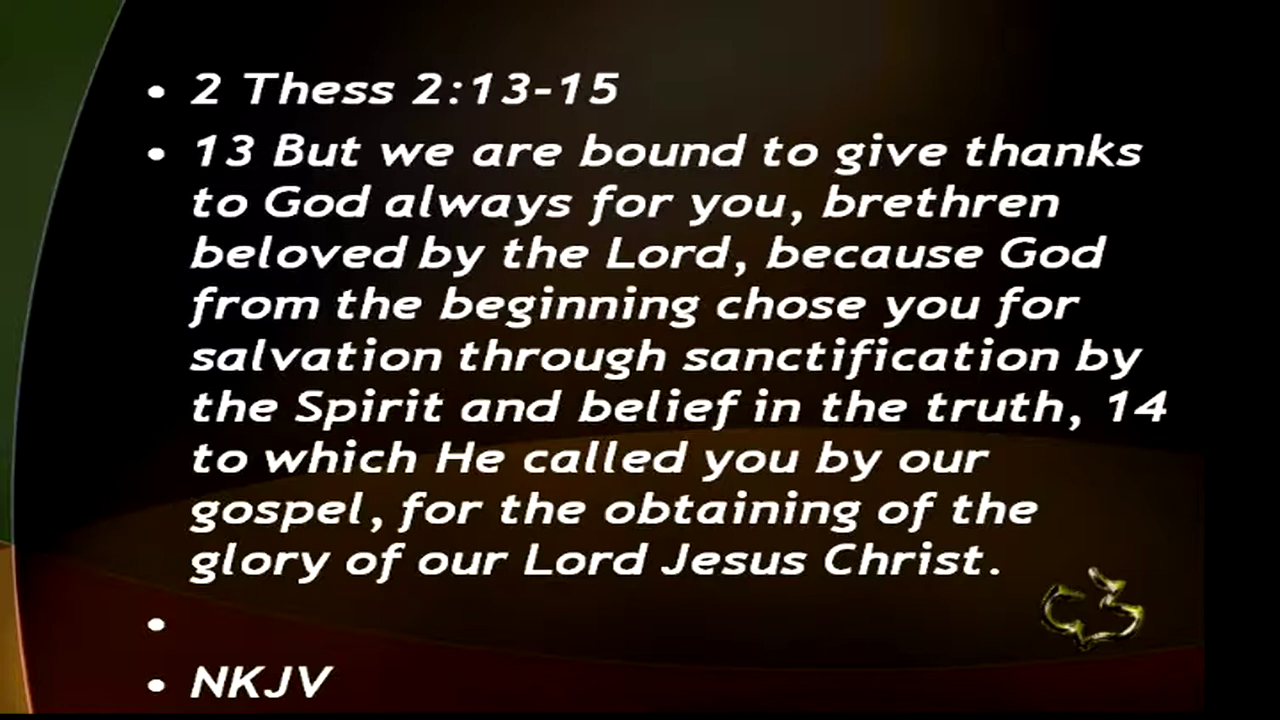 • 2 Thess 2:13-15
• 13 But we are bound to give thanks
to God always for you, brethren
beloved by the Lord, because God
from the beginning chose you for
salvation through sanctification by
the Spirit and belief in the truth, 14
to which He called you by our
gospel, for the obtaining of the
glory of our Lord Jesus Christ.
•
• NKJV
C3